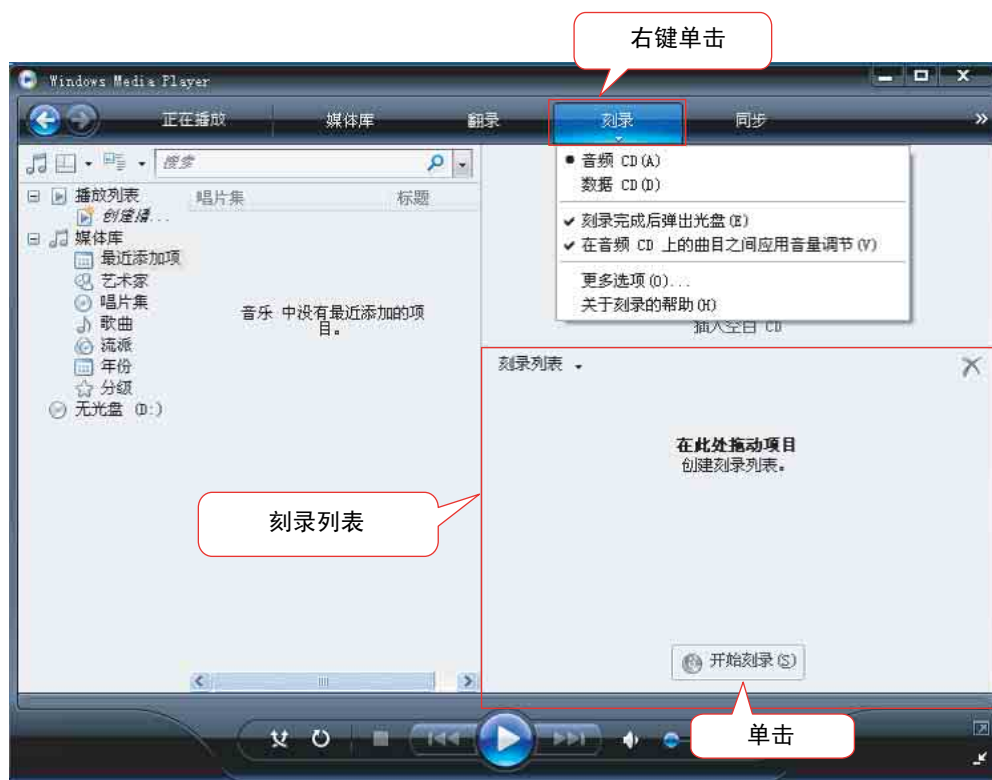 右键单击
Windows Media Player
正在播放
媒体库
翻录
刻录
同步
»
搜索
播放列表
唱片集
标题
媒体库
最近添加项
艺术家
唱片集
歌曲
流派
年份
分级
无光盘 (D:)
音乐 中没有最近添加的项
目。
音频 CD(A)
数据 CD(D)
刻录完成后弹出光盘(E)
在音频 CD 上的曲目之间应用音量调节(V)
更多选项(O)...
关于刻录的帮助(H)
插入空白 CD
刻录列表
在此处拖动项目
创建刻录列表。
刻录列表
开始刻录(S)
单击